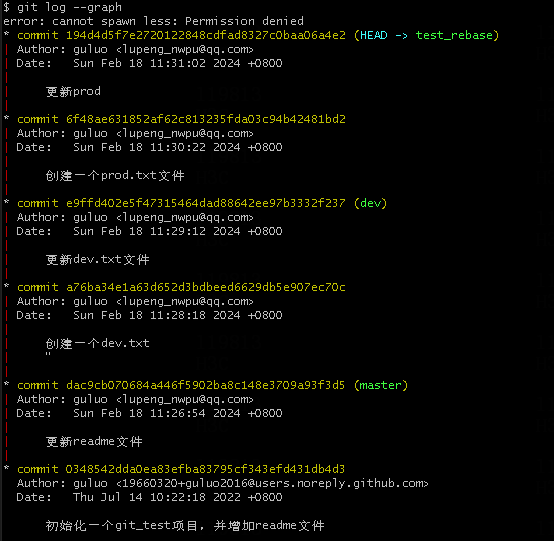 $ git log --graph
error: cannot spawn less: Permission denied
* commit 194d4d5f7e2720122848cdfad8327c0baa06a4e2 (HEAD -> test_rebase)
| Author: guluo <lupeng_nwpu@qq.com>
| Date:   Sun Feb 18 11:31:02 2024 +0800
|
|     更新prod
|
* commit 6f48ae631852af62c813235fda03c94b42481bd2
| Author: guluo <lupeng_nwpu@qq.com>
| Date:   Sun Feb 18 11:30:22 2024 +0800
|
|     创建一个prod.txt文件
|
* commit e9ffd402e5f47315464dad88642ee97b3332f237 (dev)
| Author: guluo <lupeng_nwpu@qq.com>
| Date:   Sun Feb 18 11:29:12 2024 +0800
|
|     更新dev.txt文件
|
* commit a76ba34e1a63d652d3bdbeed6629db5e907ec70c
| Author: guluo <lupeng_nwpu@qq.com>
| Date:   Sun Feb 18 11:28:18 2024 +0800
|
|     创建一个dev.txt
|     "
|
* commit dac9cb070684a446f5902ba8c148e3709a93f3d5 (master)
| Author: guluo <lupeng_nwpu@qq.com>
| Date:   Sun Feb 18 11:26:54 2024 +0800
|
|     更新readme文件
|
* commit 0348542dda0ea83efba83795cf343efd431db4d3
  Author: guluo <19660320+guluo2016@users.noreply.github.com>
  Date:   Thu Jul 14 10:22:18 2022 +0800

      初始化一个git_test项目，并增加readme文件